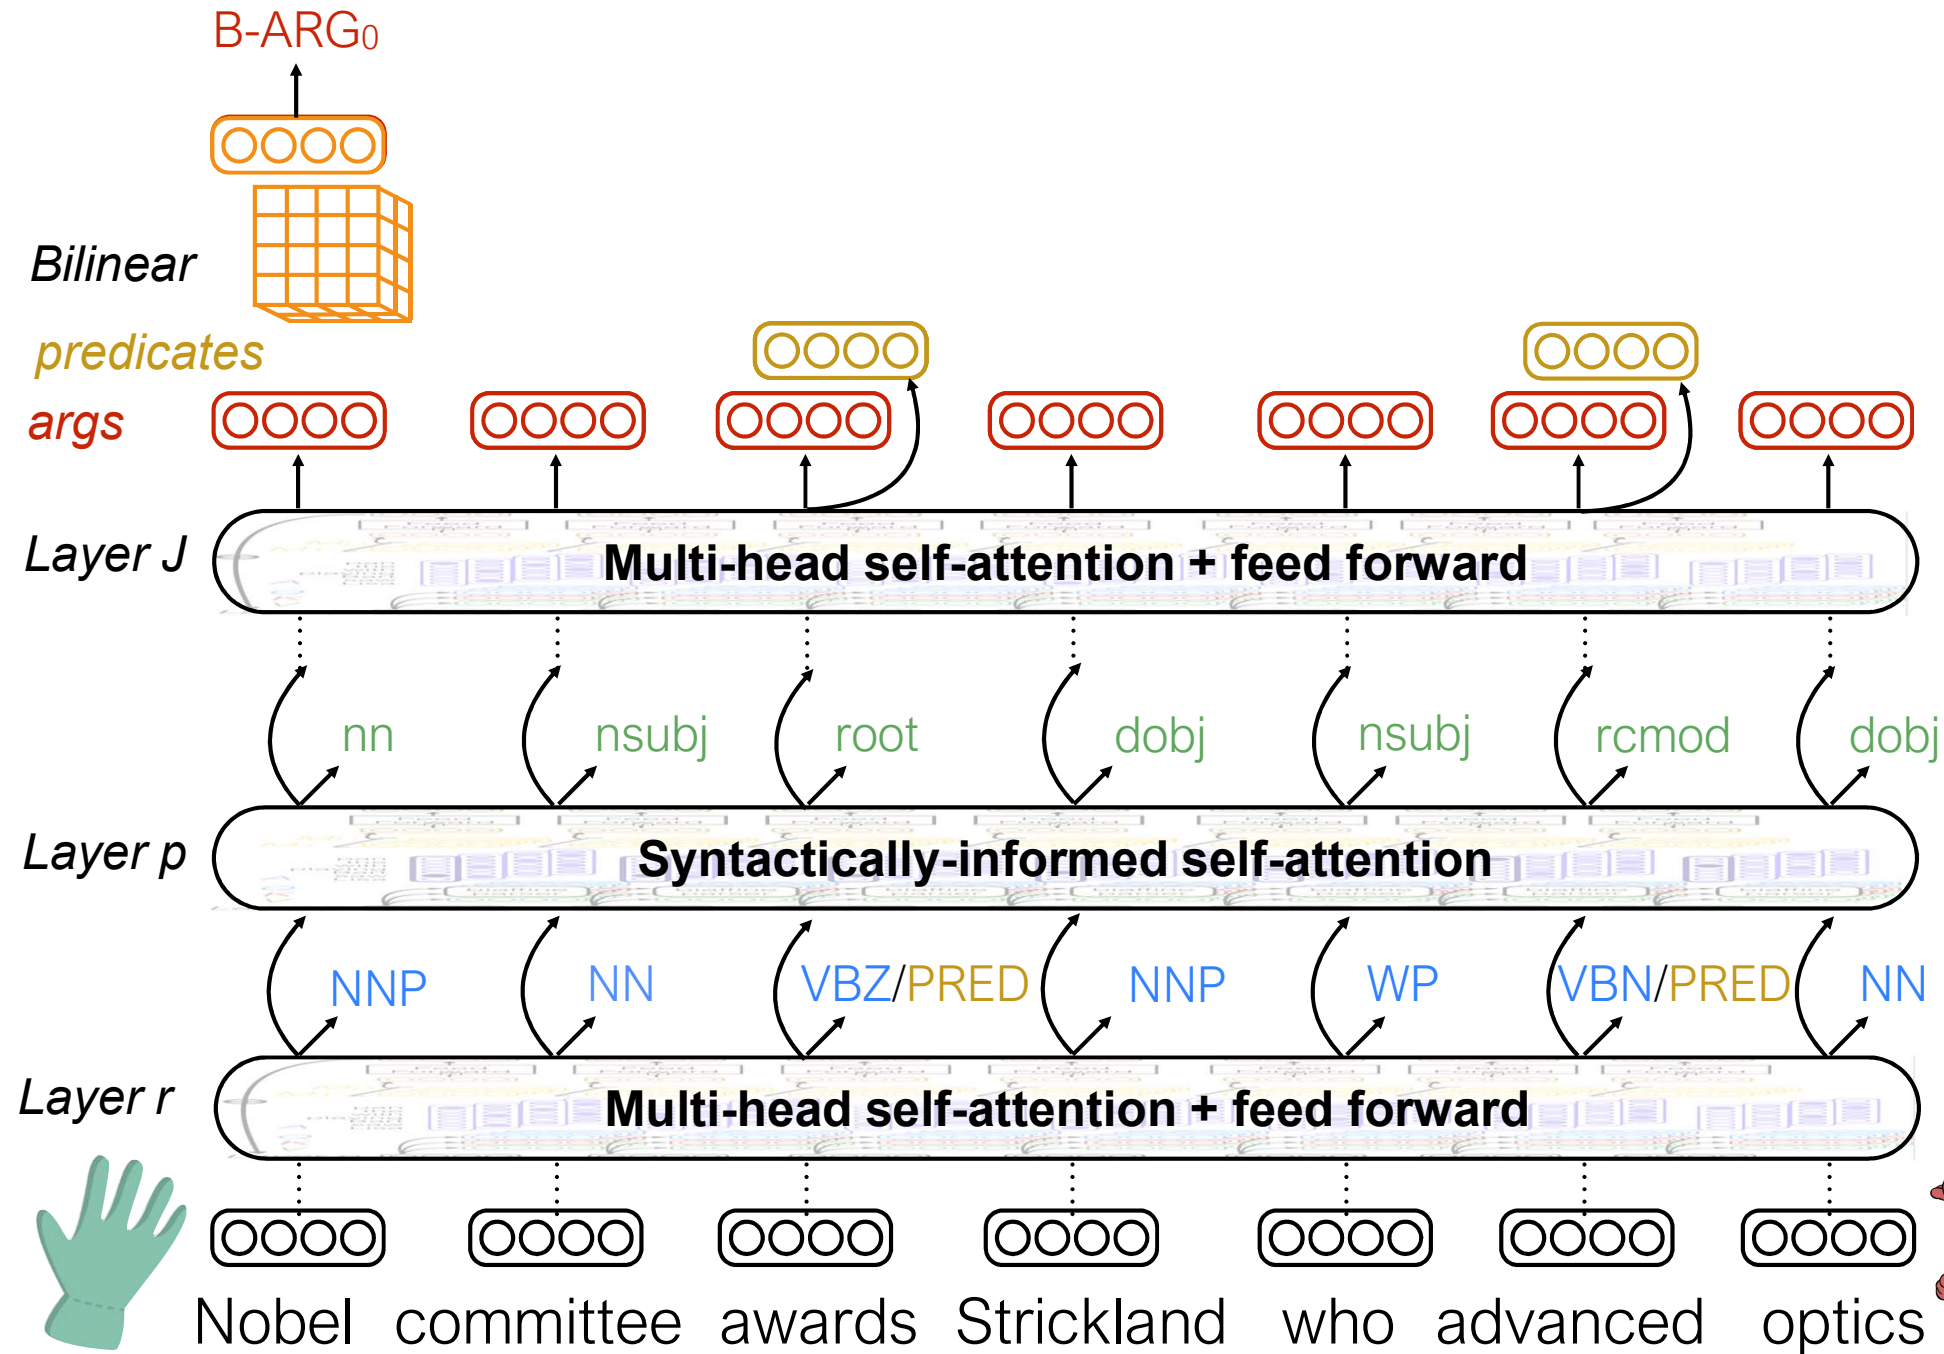 B-ARG0
Bilinear
predicates
args
Layer J Multi-head self-attention + feed forward
nn nsubj root dobj nsubj rcmod dobj
Layer p Syntactically-informed self-attention
NNP NN VBZ/PRED NNP WP VBN/PRED NN
Layer r Multi-head self-attention + feed forward
Nobel committee awards Strickland who advanced optics